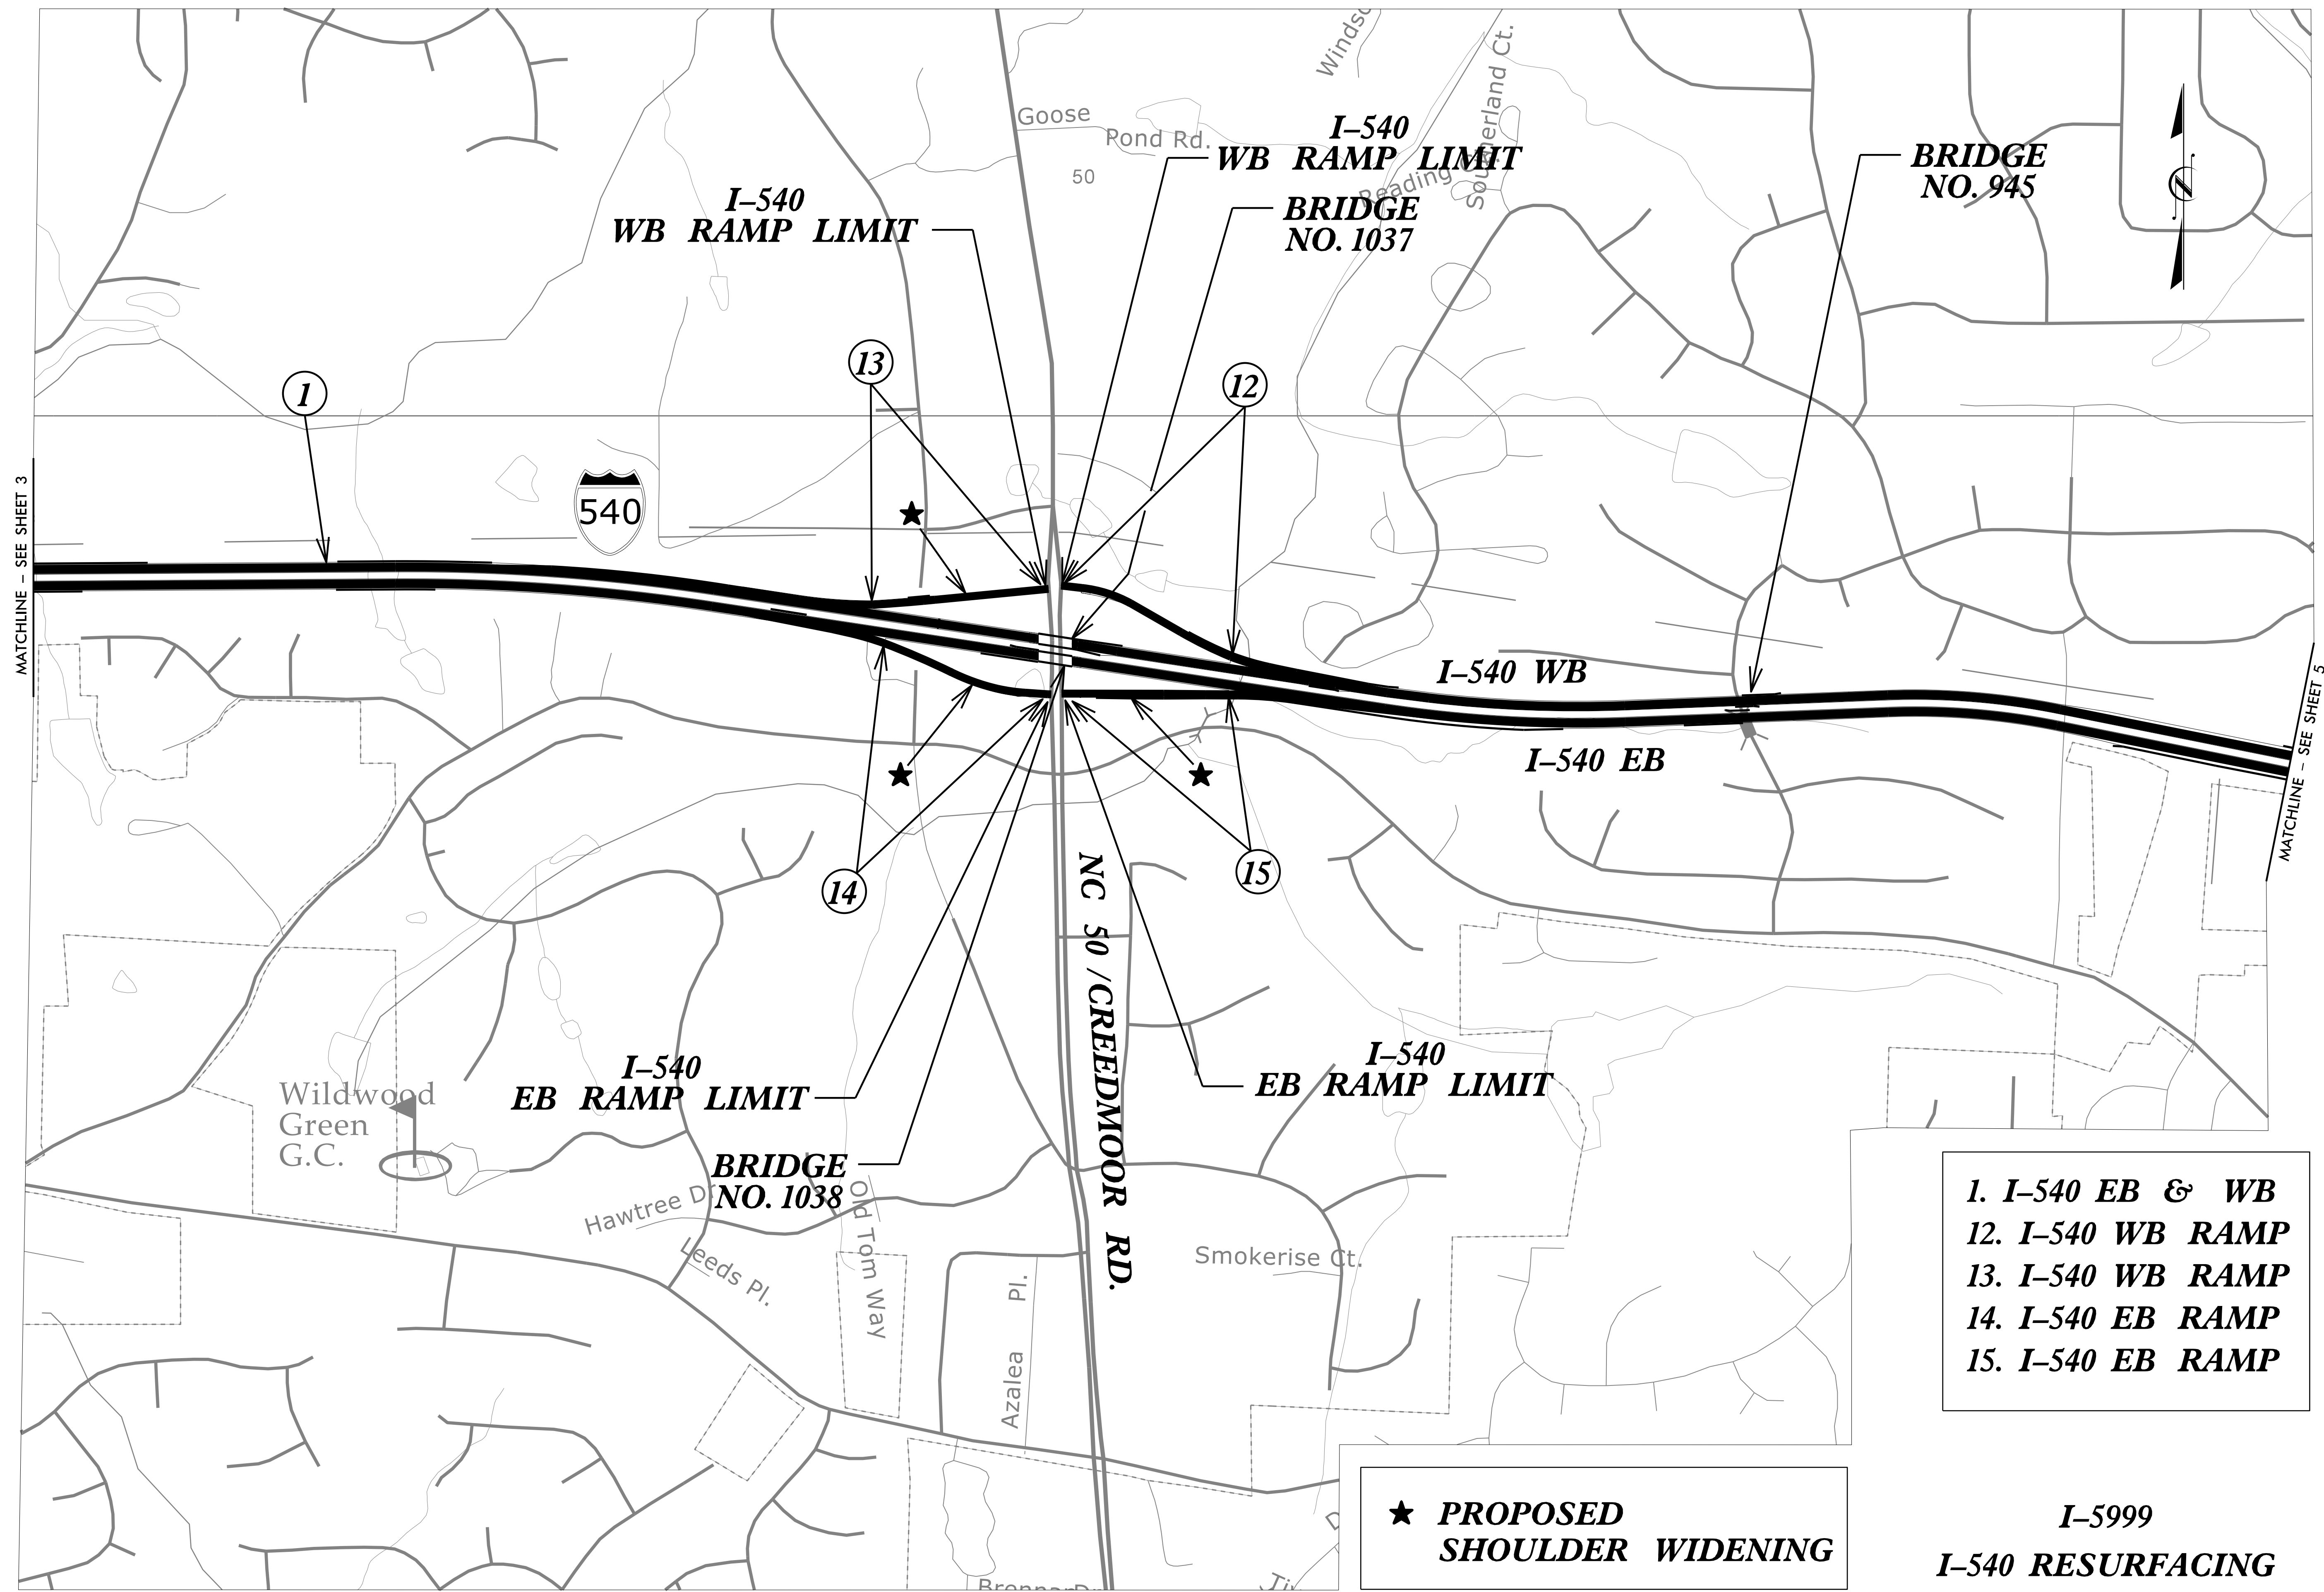 Goose
Pond Rd.
50
Reading
Southerland Ct.
I–540
WB RAMP LIMIT
I–540
WB RAMP LIMIT
BRIDGE
NO. 1037
BRIDGE
NO. 945
N
1
13
12
540
MATCHLINE – SEE SHEET 3
MATCHLINE – SEE SHEET 5
I–540 WB
I–540 EB
14
15
NC 50 / CREEDMOOR RD.
I–540
EB RAMP LIMIT
I–540
EB RAMP LIMIT
BRIDGE
NO. 1038
Wildwood
Green
G.C.
Hawtree Dr.
Leeds Pl.
Old Tom Way
Azalea Pl.
Smokerise Ct.
1. I–540 EB & WB
12. I–540 WB RAMP
13. I–540 WB RAMP
14. I–540 EB RAMP
15. I–540 EB RAMP
★ PROPOSED
SHOULDER WIDENING
I–5999
I–540 RESURFACING